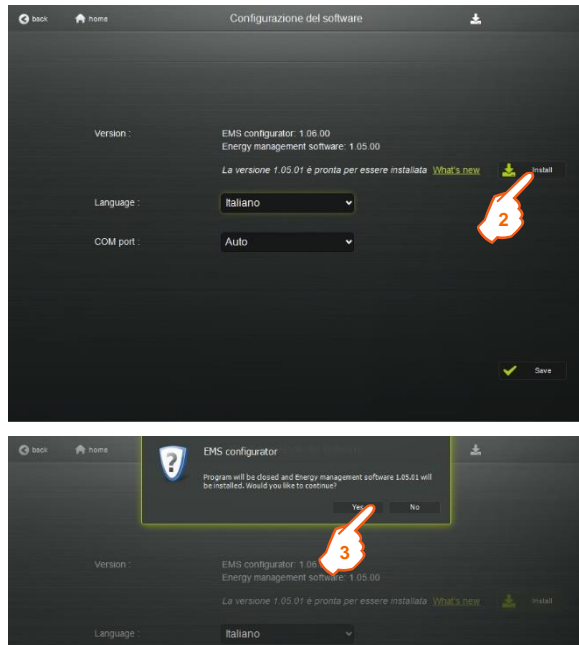 back home Configurazione del software
Version : EMS configurator: 1.06.00
Energy management software: 1.05.00
La versione 1.05.01 è pronta per essere installata What's new Install
2
Language : Italiano
COM port : Auto
Save
back home
EMS configurator
Program will be closed and Energy management software 1.05.01 will
be installed. Would you like to continue?
Yes No
3
Version : EMS configurator: 1.06
Energy management software: 1.05.00
La versione 1.05.01 è pronta per essere installata What's new Install
Language : Italiano